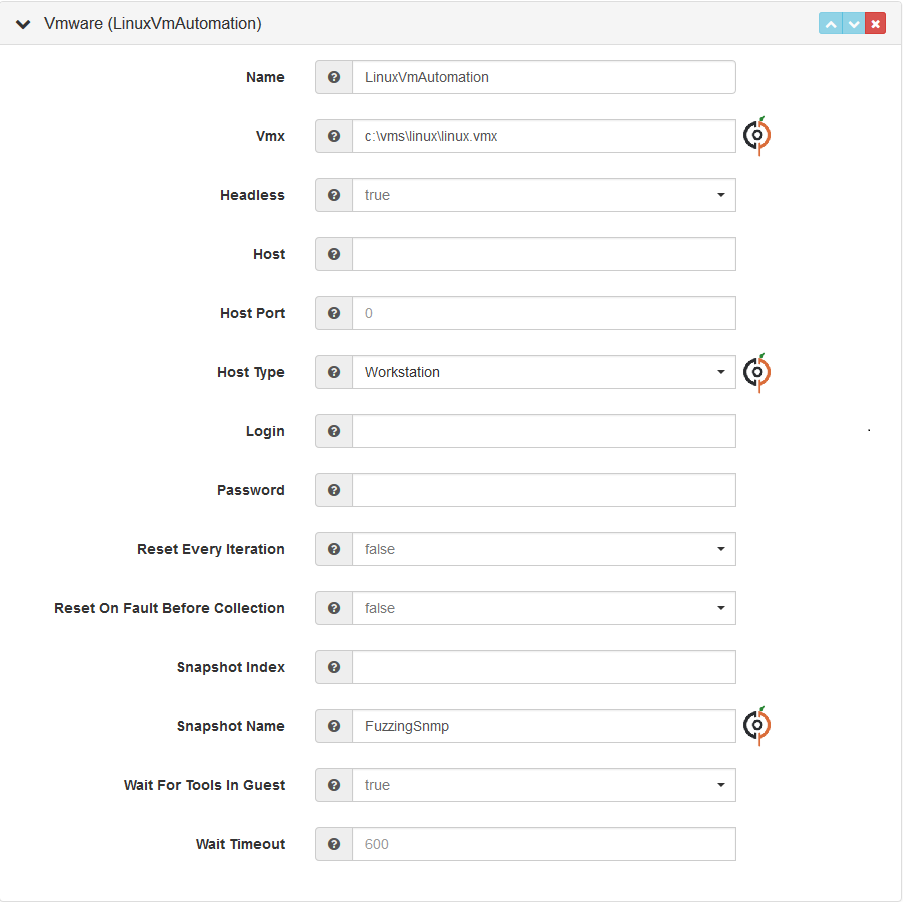 Vmware (LinuxVmAutomation)
Name LinuxVmAutomation
Vmx c:\vms\linux\linux.vmx
Headless true
Host
Host Port 0
Host Type Workstation
Login
Password
Reset Every Iteration false
Reset On Fault Before Collection false
Snapshot Index
Snapshot Name FuzzingSnmp
Wait For Tools In Guest true
Wait Timeout 600